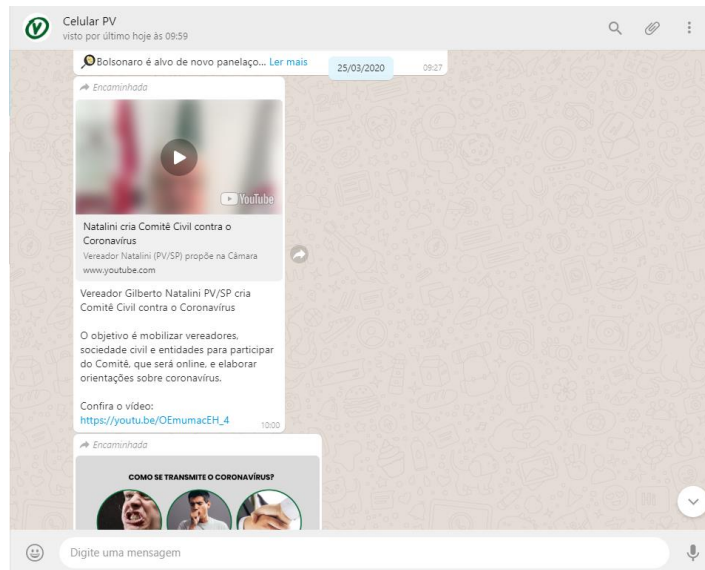 Celular PV
visto por último hoje às 09:59
Bolsonaro é alvo de novo panelaço... Ler mais
09:27
25/03/2020
Encaminhada
YouTube
Natalini cria Comitê Civil contra o
Coronavírus
Vereador Natalini (PV/SP) propõe na Câmara
www.youtube.com
Vereador Gilberto Natalini PV/SP cria
Comitê Civil contra o Coronavírus
O objetivo é mobilizar vereadores,
sociedade civil e entidades para participar
do Comitê, que será online, e elaborar
orientações sobre coronavírus.
Confira o vídeo:
https://youtu.be/OEmumacEH_4
10:00
Encaminhada
COMO SE TRANSMITE O CORONAVÍRUS?
Digite uma mensagem